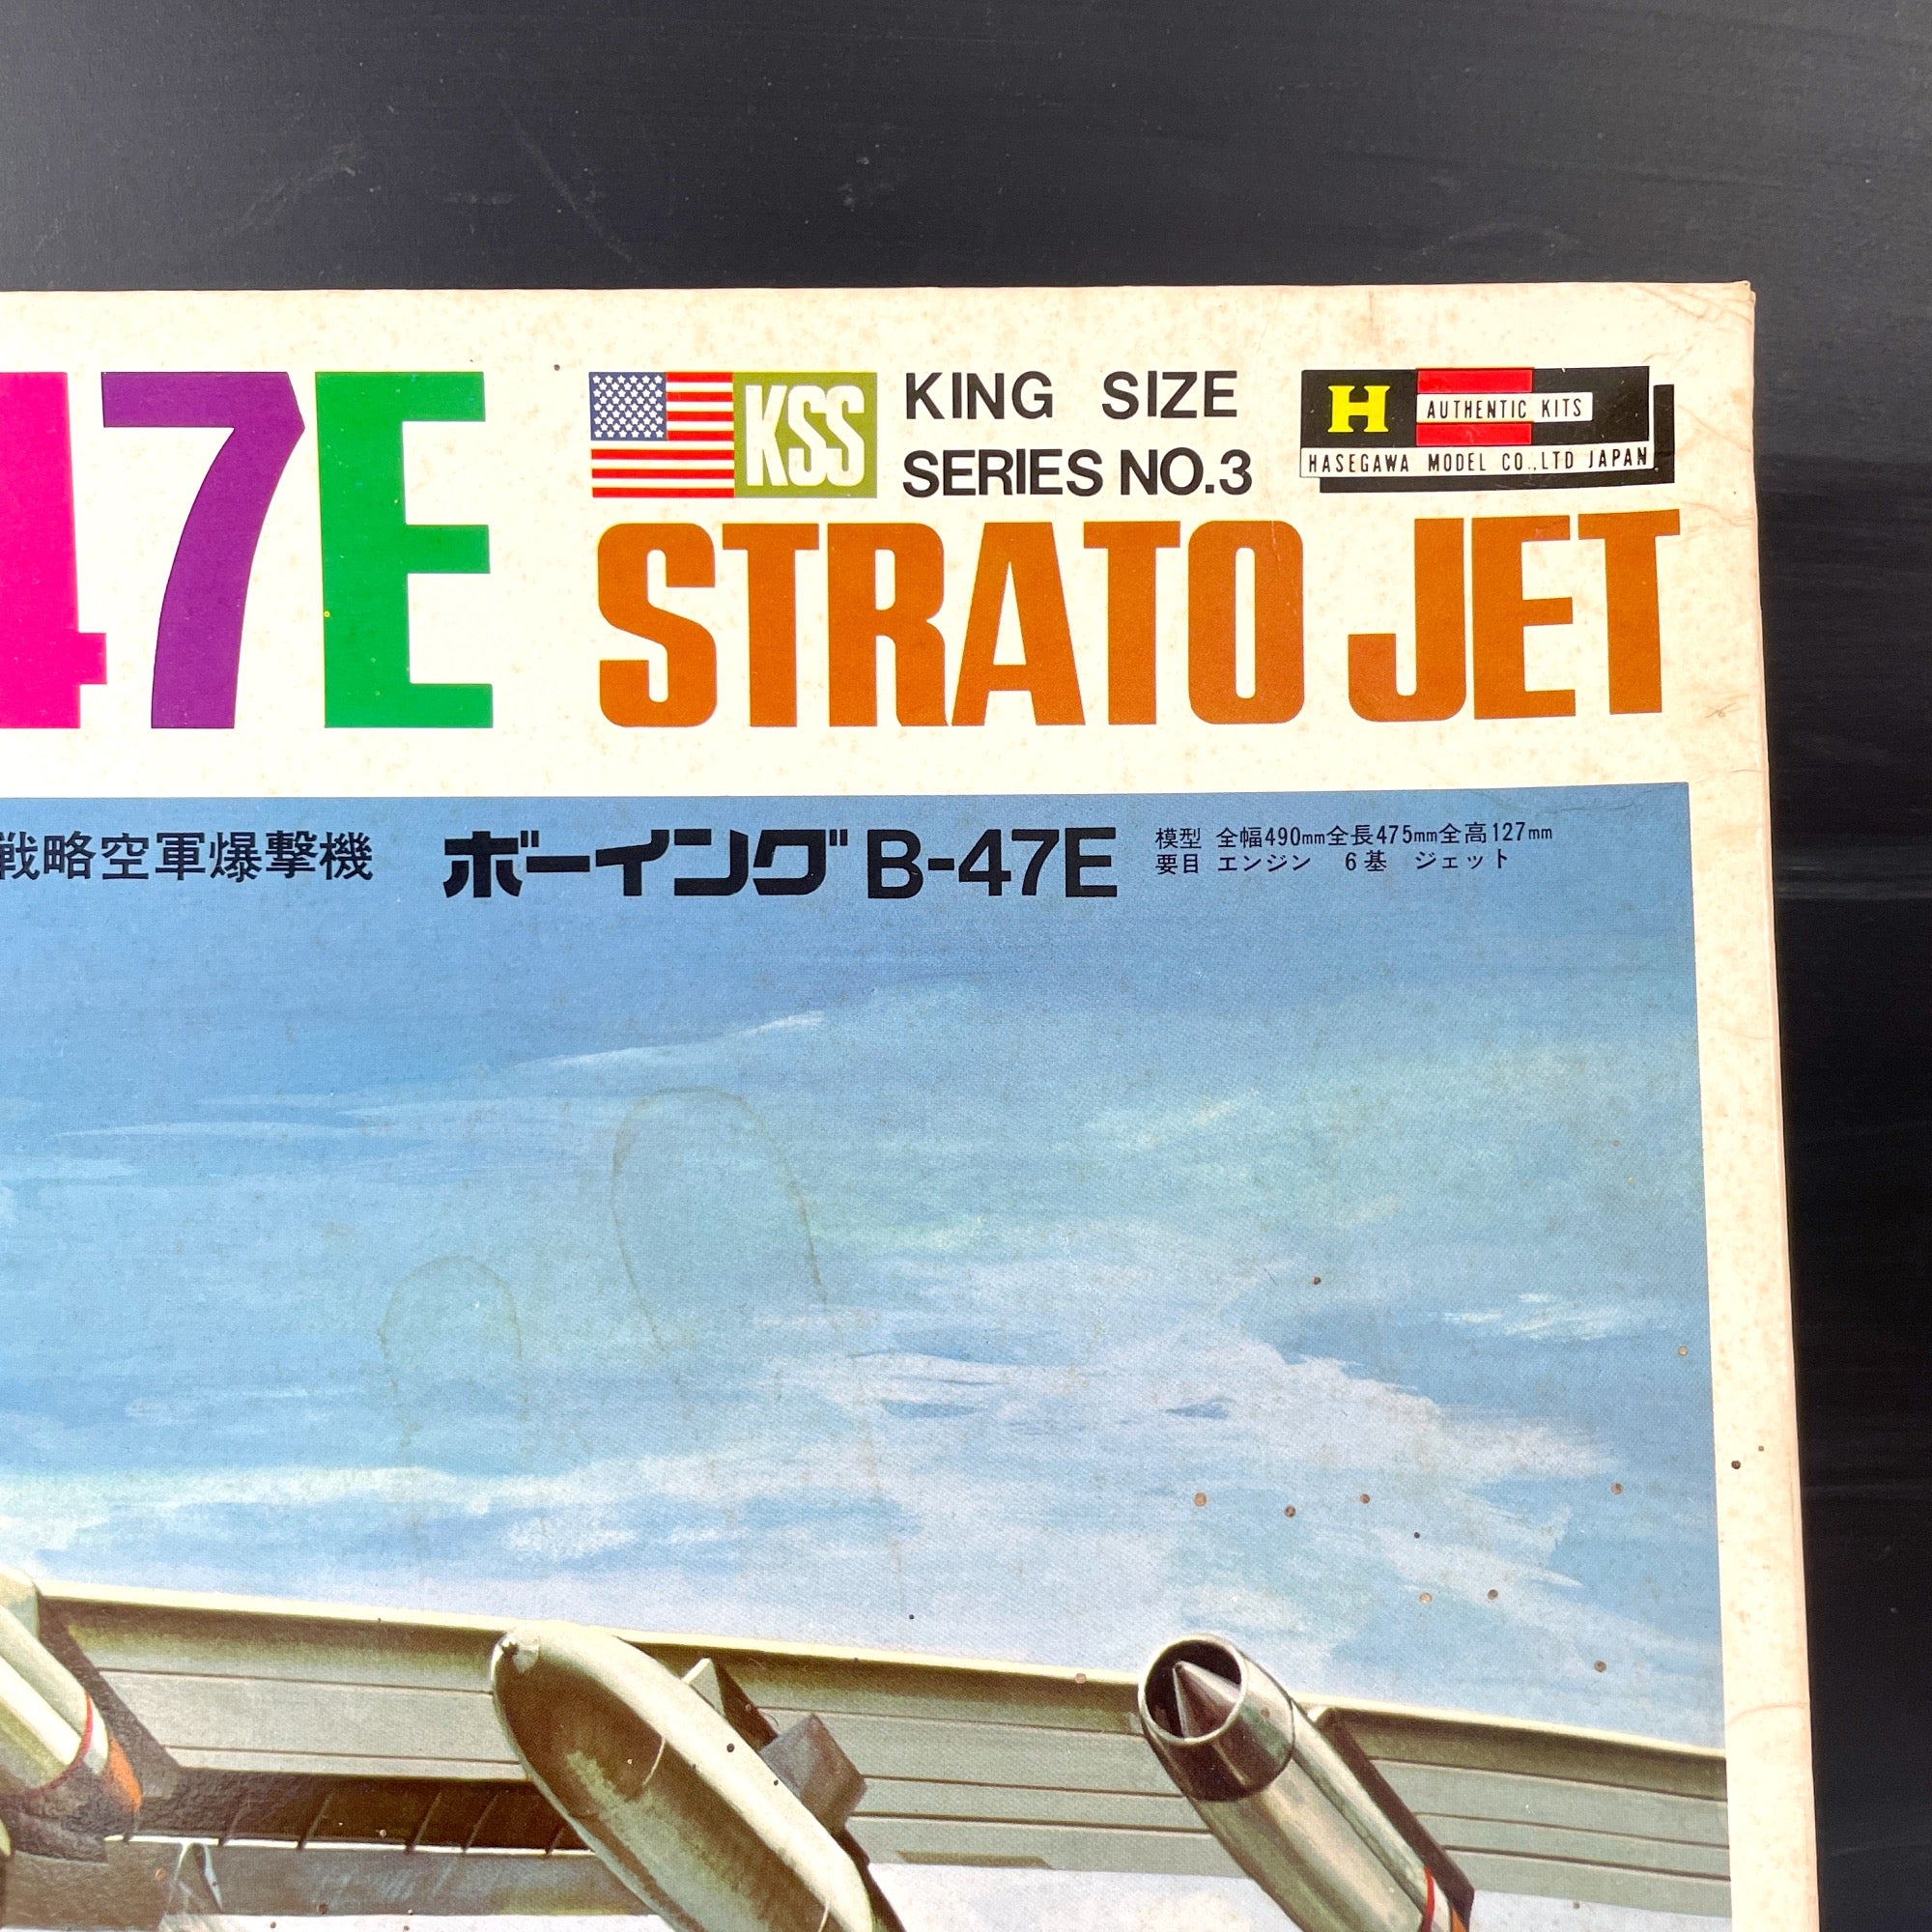 47E
KSS
KING SIZE
SERIES NO.3
H AUTHENTIC KITS
HASEGAWA MODEL CO.,LTD JAPAN
STRATO JET
戦略空軍爆撃機 ボーイング B-47E
模型 全幅490mm全長475mm全高127mm
要目 エンジン 6基 ジェット